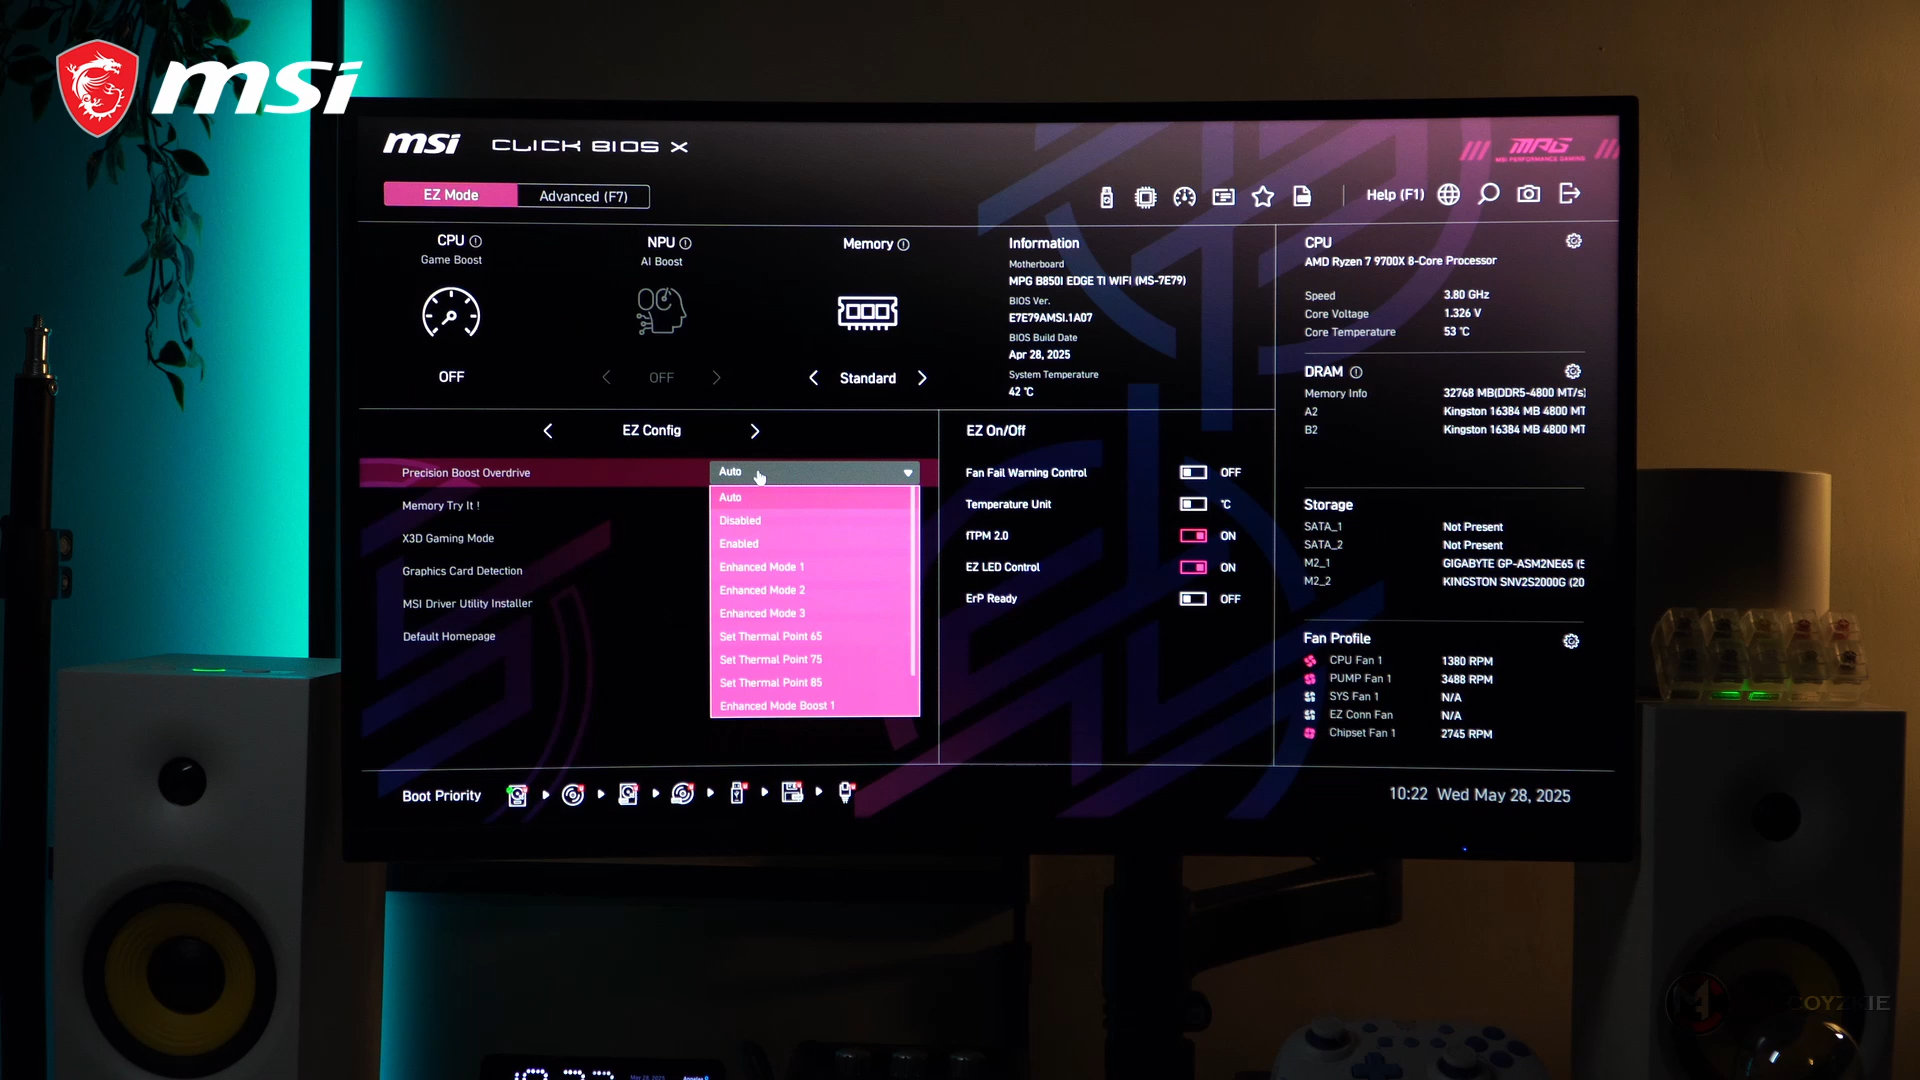 msi
msi CLICK BIOS X
MPG
MSI PERFORMANCE GAMING
EZ Mode
Advanced (F7)
Help (F1)
CPU
Game Boost
OFF
NPU
AI Boost
OFF
Memory
Standard
Information
Motherboard
MPG B850I EDGE TI WIFI (MS-7E79)
BIOS Ver.
E7E79AMSI.1A07
BIOS Build Date
Apr 28, 2025
System Temperature
42 °C
CPU
AMD Ryzen 7 9700X 8-Core Processor
Speed 3.80 GHz
Core Voltage 1.326 V
Core Temperature 53 °C
DRAM
Memory Info 32768 MB(DDR5-4800 MT/s)
A2 Kingston 16384 MB 4800 MT
B2 Kingston 16384 MB 4800 MT
Storage
SATA_1 Not Present
SATA_2 Not Present
M2_1 GIGABYTE GP-ASM2NE65 (5
M2_2 KINGSTON SNV2S2000G (20
Fan Profile
CPU Fan 1 1380 RPM
PUMP Fan 1 3488 RPM
SYS Fan 1 N/A
EZ Conn Fan N/A
Chipset Fan 1 2745 RPM
EZ Config
Precision Boost Overdrive Auto
Memory Try It !
X3D Gaming Mode
Graphics Card Detection
MSI Driver Utility Installer
Default Homepage
Auto
Disabled
Enabled
Enhanced Mode 1
Enhanced Mode 2
Enhanced Mode 3
Set Thermal Point 65
Set Thermal Point 75
Set Thermal Point 85
Enhanced Mode Boost 1
EZ On/Off
Fan Fail Warning Control OFF
Temperature Unit °C
fTPM 2.0 ON
EZ LED Control ON
ErP Ready OFF
Boot Priority
10:22 Wed May 28, 2025
May 28, 2025